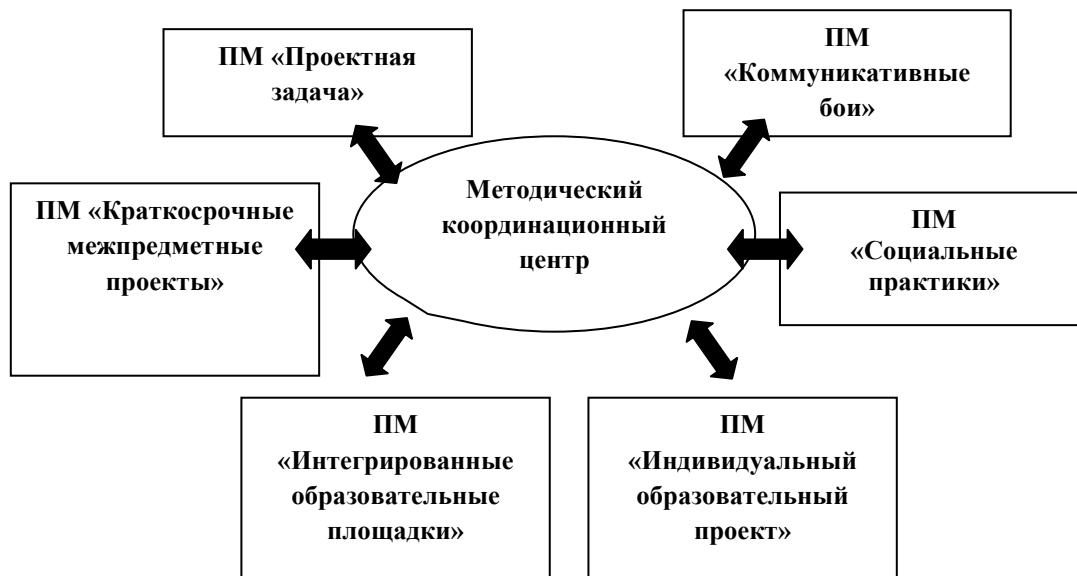 ПМ «Проектная
задача»
ПМ
«Коммуникативные
бои»
Методический
координационный
центр
ПМ «Краткосрочные
межпредметные
проекты»
ПМ
«Социальные
практики»
ПМ
«Интегрированные
образовательные
площадки»
ПМ
«Индивидуальный
образовательный
проект»